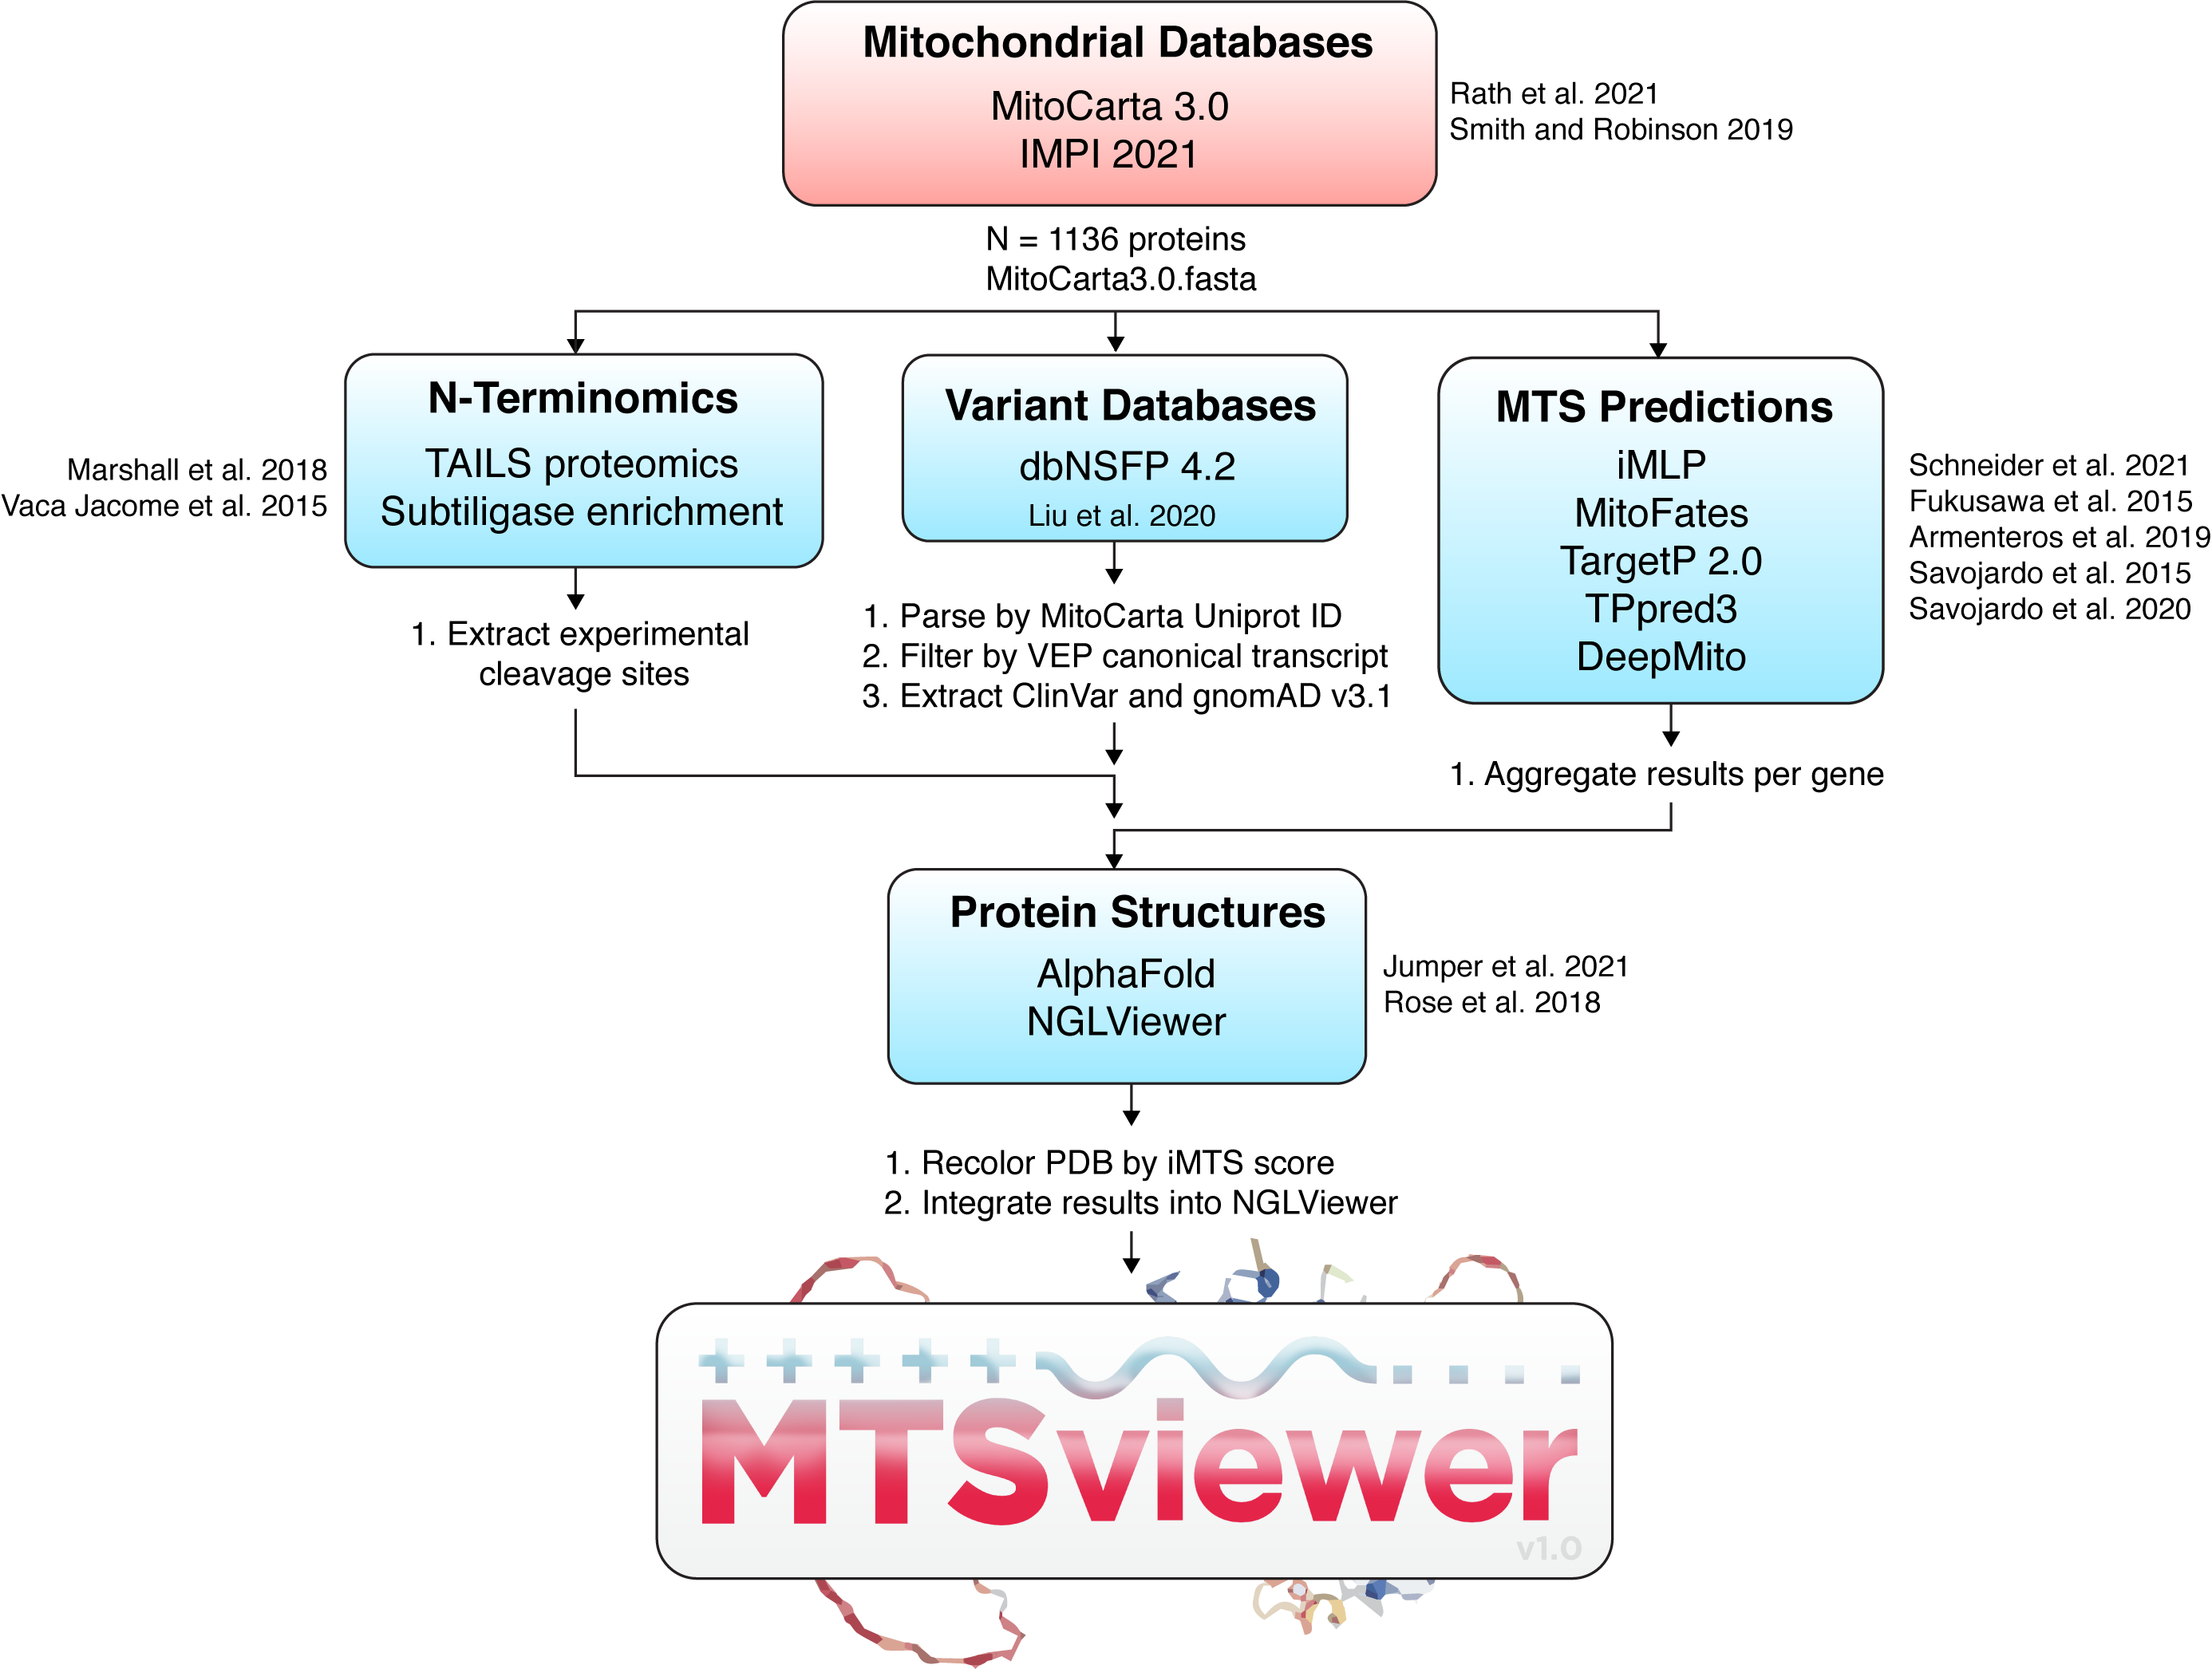 Mitochondrial Databases
MitoCarta 3.0
IMPI 2021
Rath et al. 2021
Smith and Robinson 2019
N = 1136 proteins
MitoCarta3.0.fasta
N-Terminomics
TAILS proteomics
Subtiligase enrichment
Marshall et al. 2018
Vaca Jacome et al. 2015
1. Extract experimental
cleavage sites
Variant Databases
dbNSFP 4.2
Liu et al. 2020
1. Parse by MitoCarta Uniprot ID
2. Filter by VEP canonical transcript
3. Extract ClinVar and gnomAD v3.1
MTS Predictions
iMLP
MitoFates
TargetP 2.0
TPpred3
DeepMito
Schneider et al. 2021
Fukusawa et al. 2015
Armenteros et al. 2019
Savojardo et al. 2015
Savojardo et al. 2020
1. Aggregate results per gene
Protein Structures
AlphaFold
NGLViewer
Jumper et al. 2021
Rose et al. 2018
1. Recolor PDB by iMTS score
2. Integrate results into NGLViewer
MTSviewer
v1.0